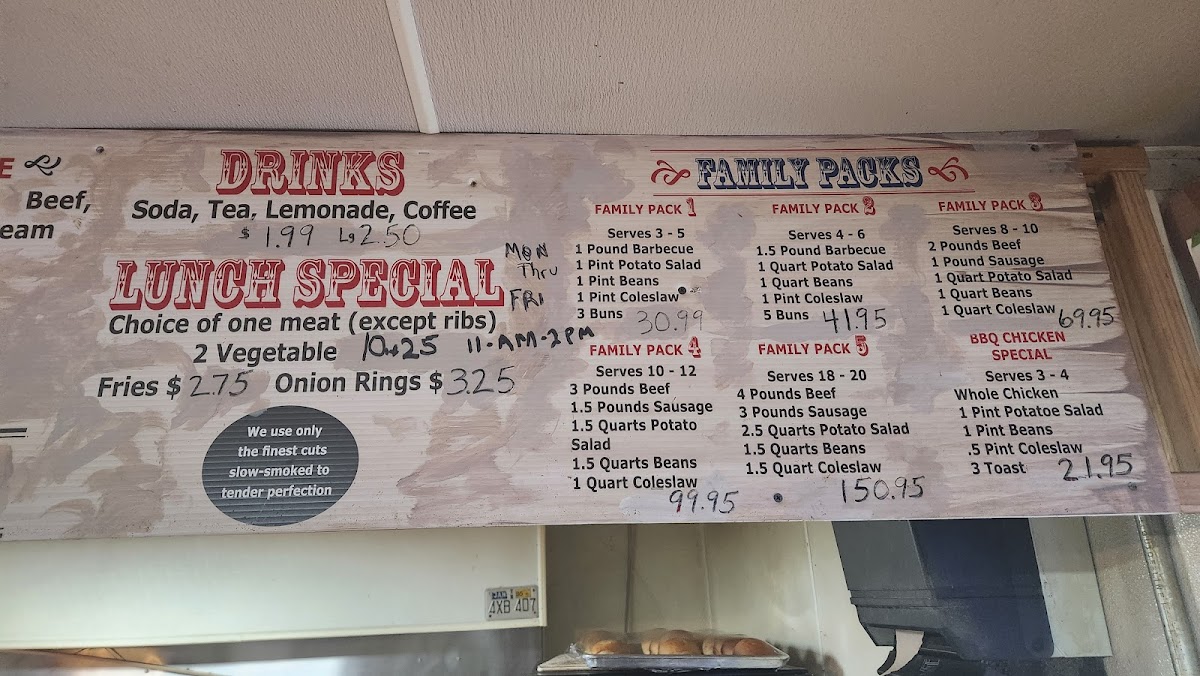 E
Beef,
eam
DRINKS
Soda, Tea, Lemonade, Coffee
$ 1.99 Lg 2.50
LUNCH SPECIAL
MON
Thru
FRI
Choice of one meat (except ribs)
2 Vegetable 10.25 11-AM-2PM
Fries $ 2.75 Onion Rings $ 3.25
We use only
the finest cuts
slow-smoked to
tender perfection
FAMILY PACKS
FAMILY PACK 1
Serves 3 - 5
1 Pound Barbecue
1 Pint Potato Salad
1 Pint Beans
1 Pint Coleslaw
3 Buns 30.99
FAMILY PACK 2
Serves 4 - 6
1.5 Pound Barbecue
1 Quart Potato Salad
1 Quart Beans
1 Pint Coleslaw
5 Buns 41.95
FAMILY PACK 3
Serves 8 - 10
2 Pounds Beef
1 Pound Sausage
1 Quart Potato Salad
1 Quart Beans
1 Quart Coleslaw 69.95
FAMILY PACK 4
Serves 10 - 12
3 Pounds Beef
1.5 Pounds Sausage
1.5 Quarts Potato
Salad
1.5 Quarts Beans
1 Quart Coleslaw
99.95
FAMILY PACK 5
Serves 18 - 20
4 Pounds Beef
3 Pounds Sausage
2.5 Quarts Potato Salad
1.5 Quarts Beans
1.5 Quart Coleslaw
150.95
BBQ CHICKEN
SPECIAL
Serves 3 - 4
Whole Chicken
1 Pint Potatoe Salad
1 Pint Beans
.5 Pint Coleslaw
3 Toast 21.95
4XB 407